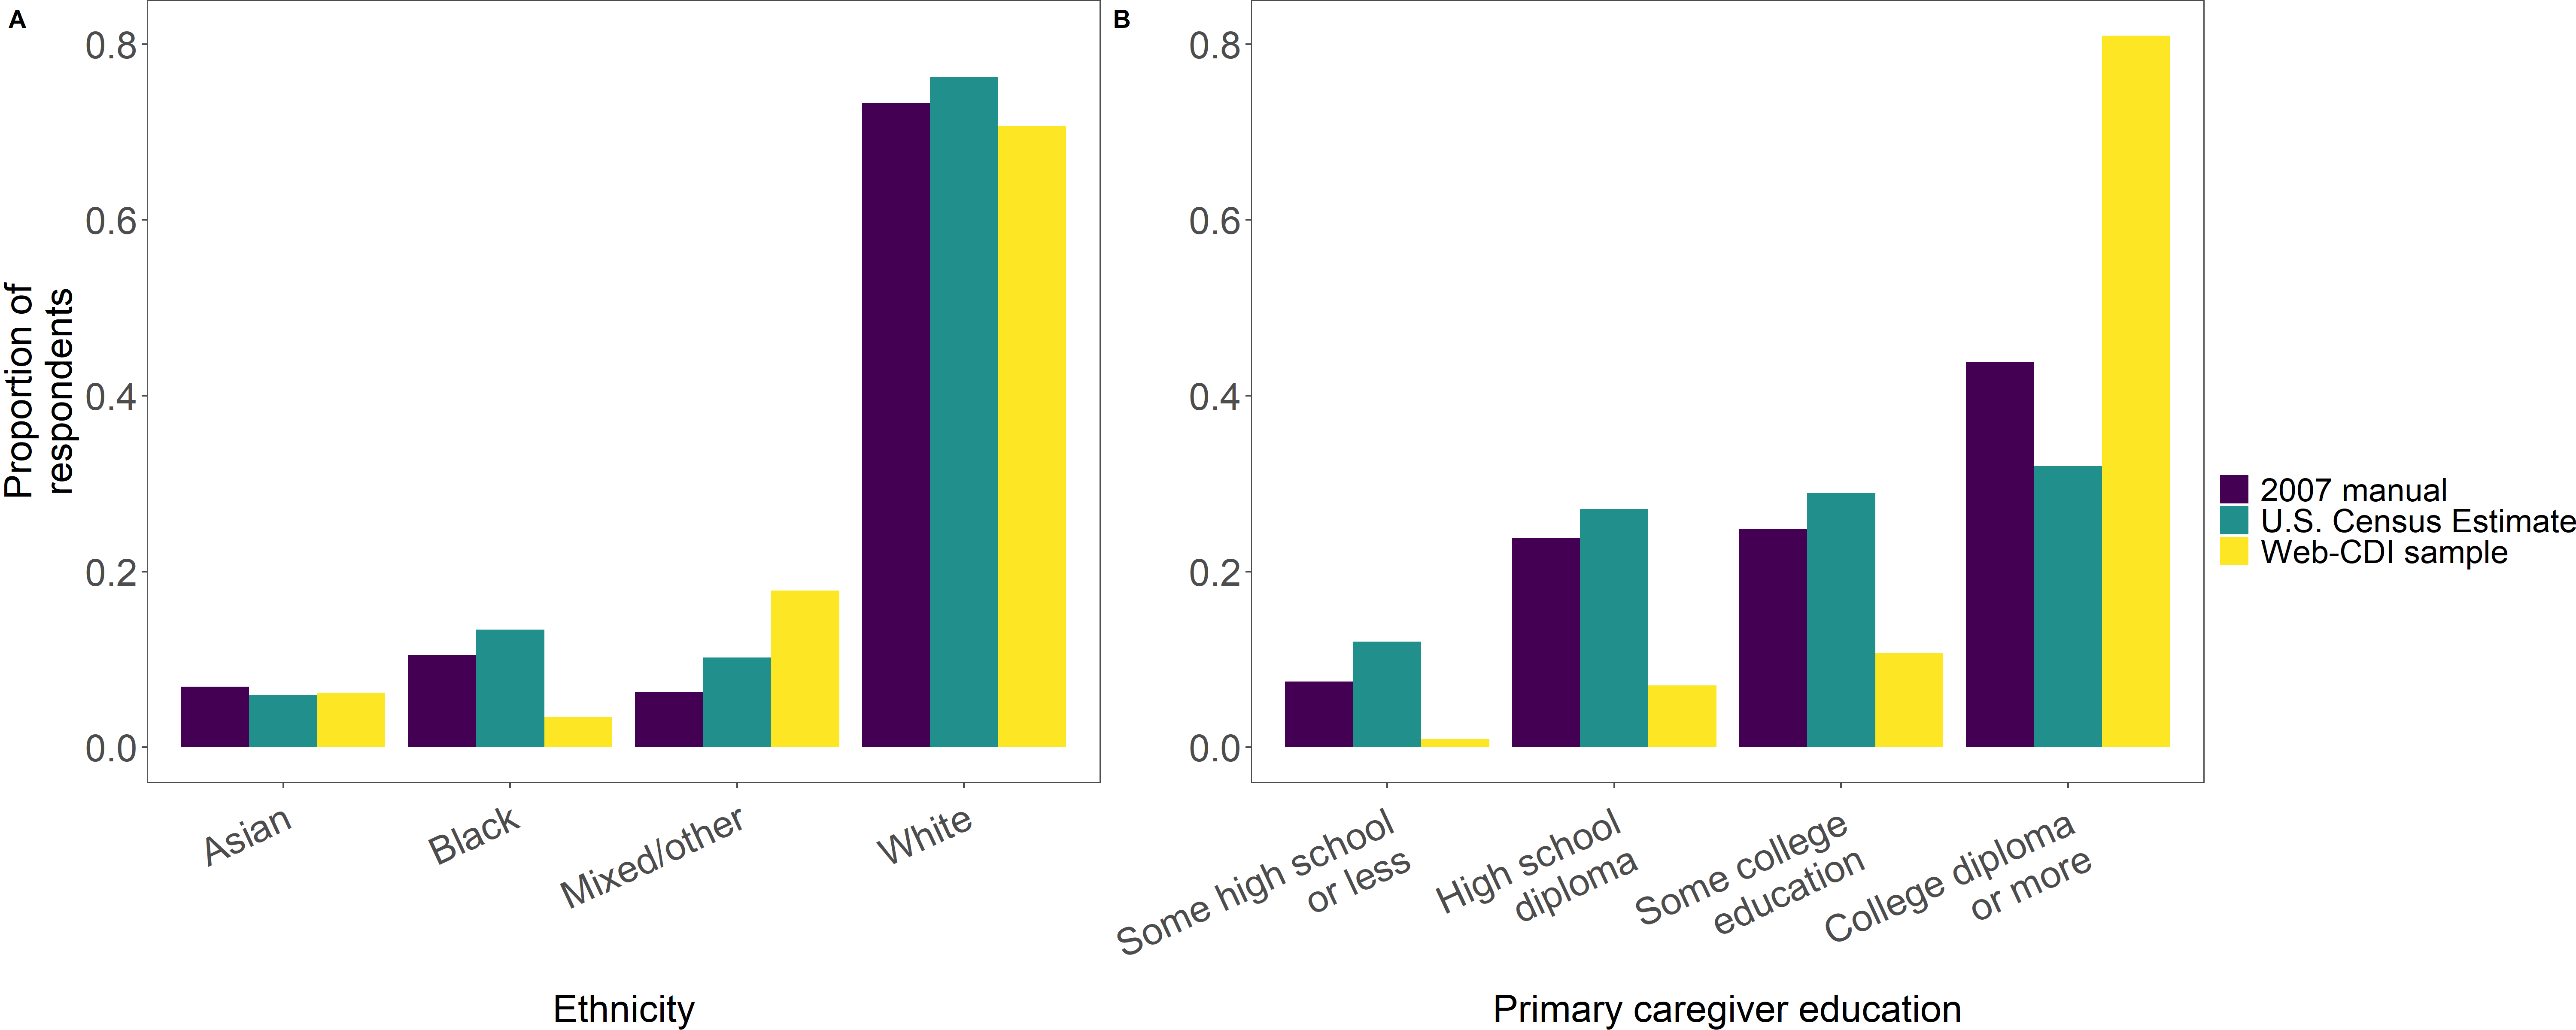 A
0.8
0.6
0.4
0.2
0.0
Proportion of
respondents
Asian
Black
Mixed/other
White
Ethnicity
B
0.8
0.6
0.4
0.2
0.0
Some high school
or less
High school
diploma
Some college
education
College diploma
or more
Primary caregiver education
2007 manual
U.S. Census Estimate
Web-CDI sample